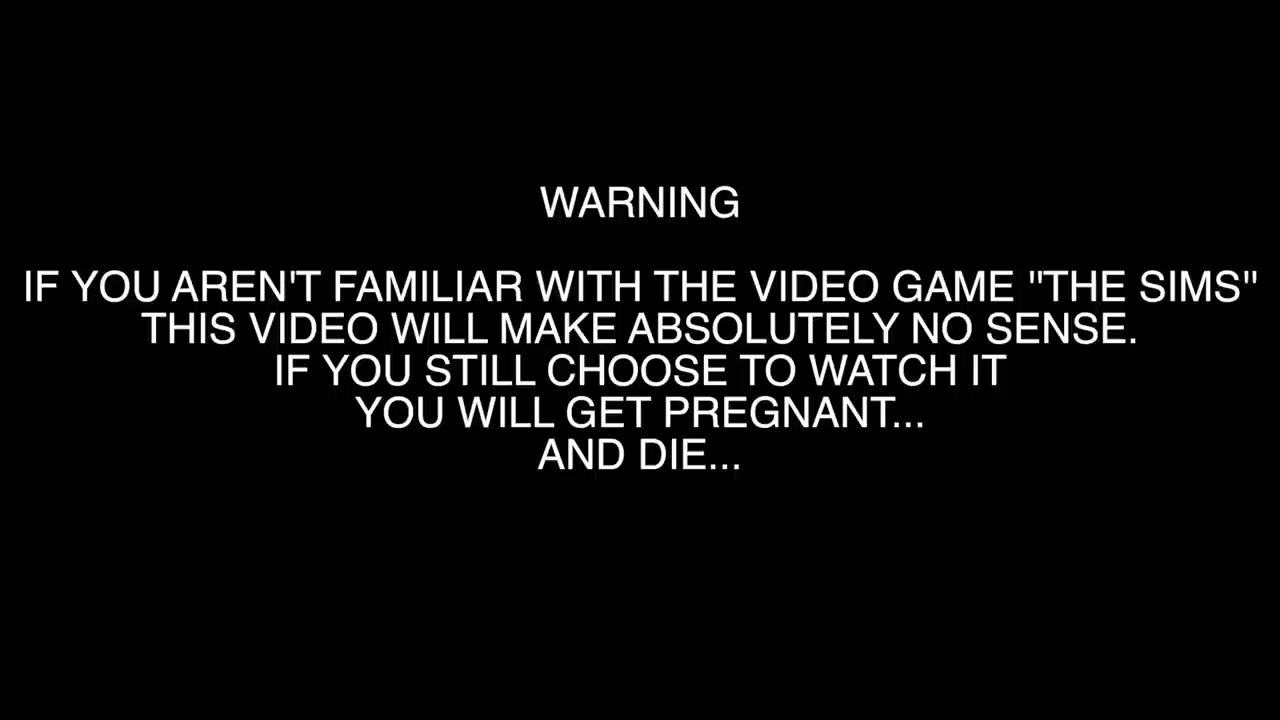 WARNING
IF YOU AREN'T FAMILIAR WITH THE VIDEO GAME "THE SIMS"
THIS VIDEO WILL MAKE ABSOLUTELY NO SENSE.
IF YOU STILL CHOOSE TO WATCH IT
YOU WILL GET PREGNANT...
AND DIE...